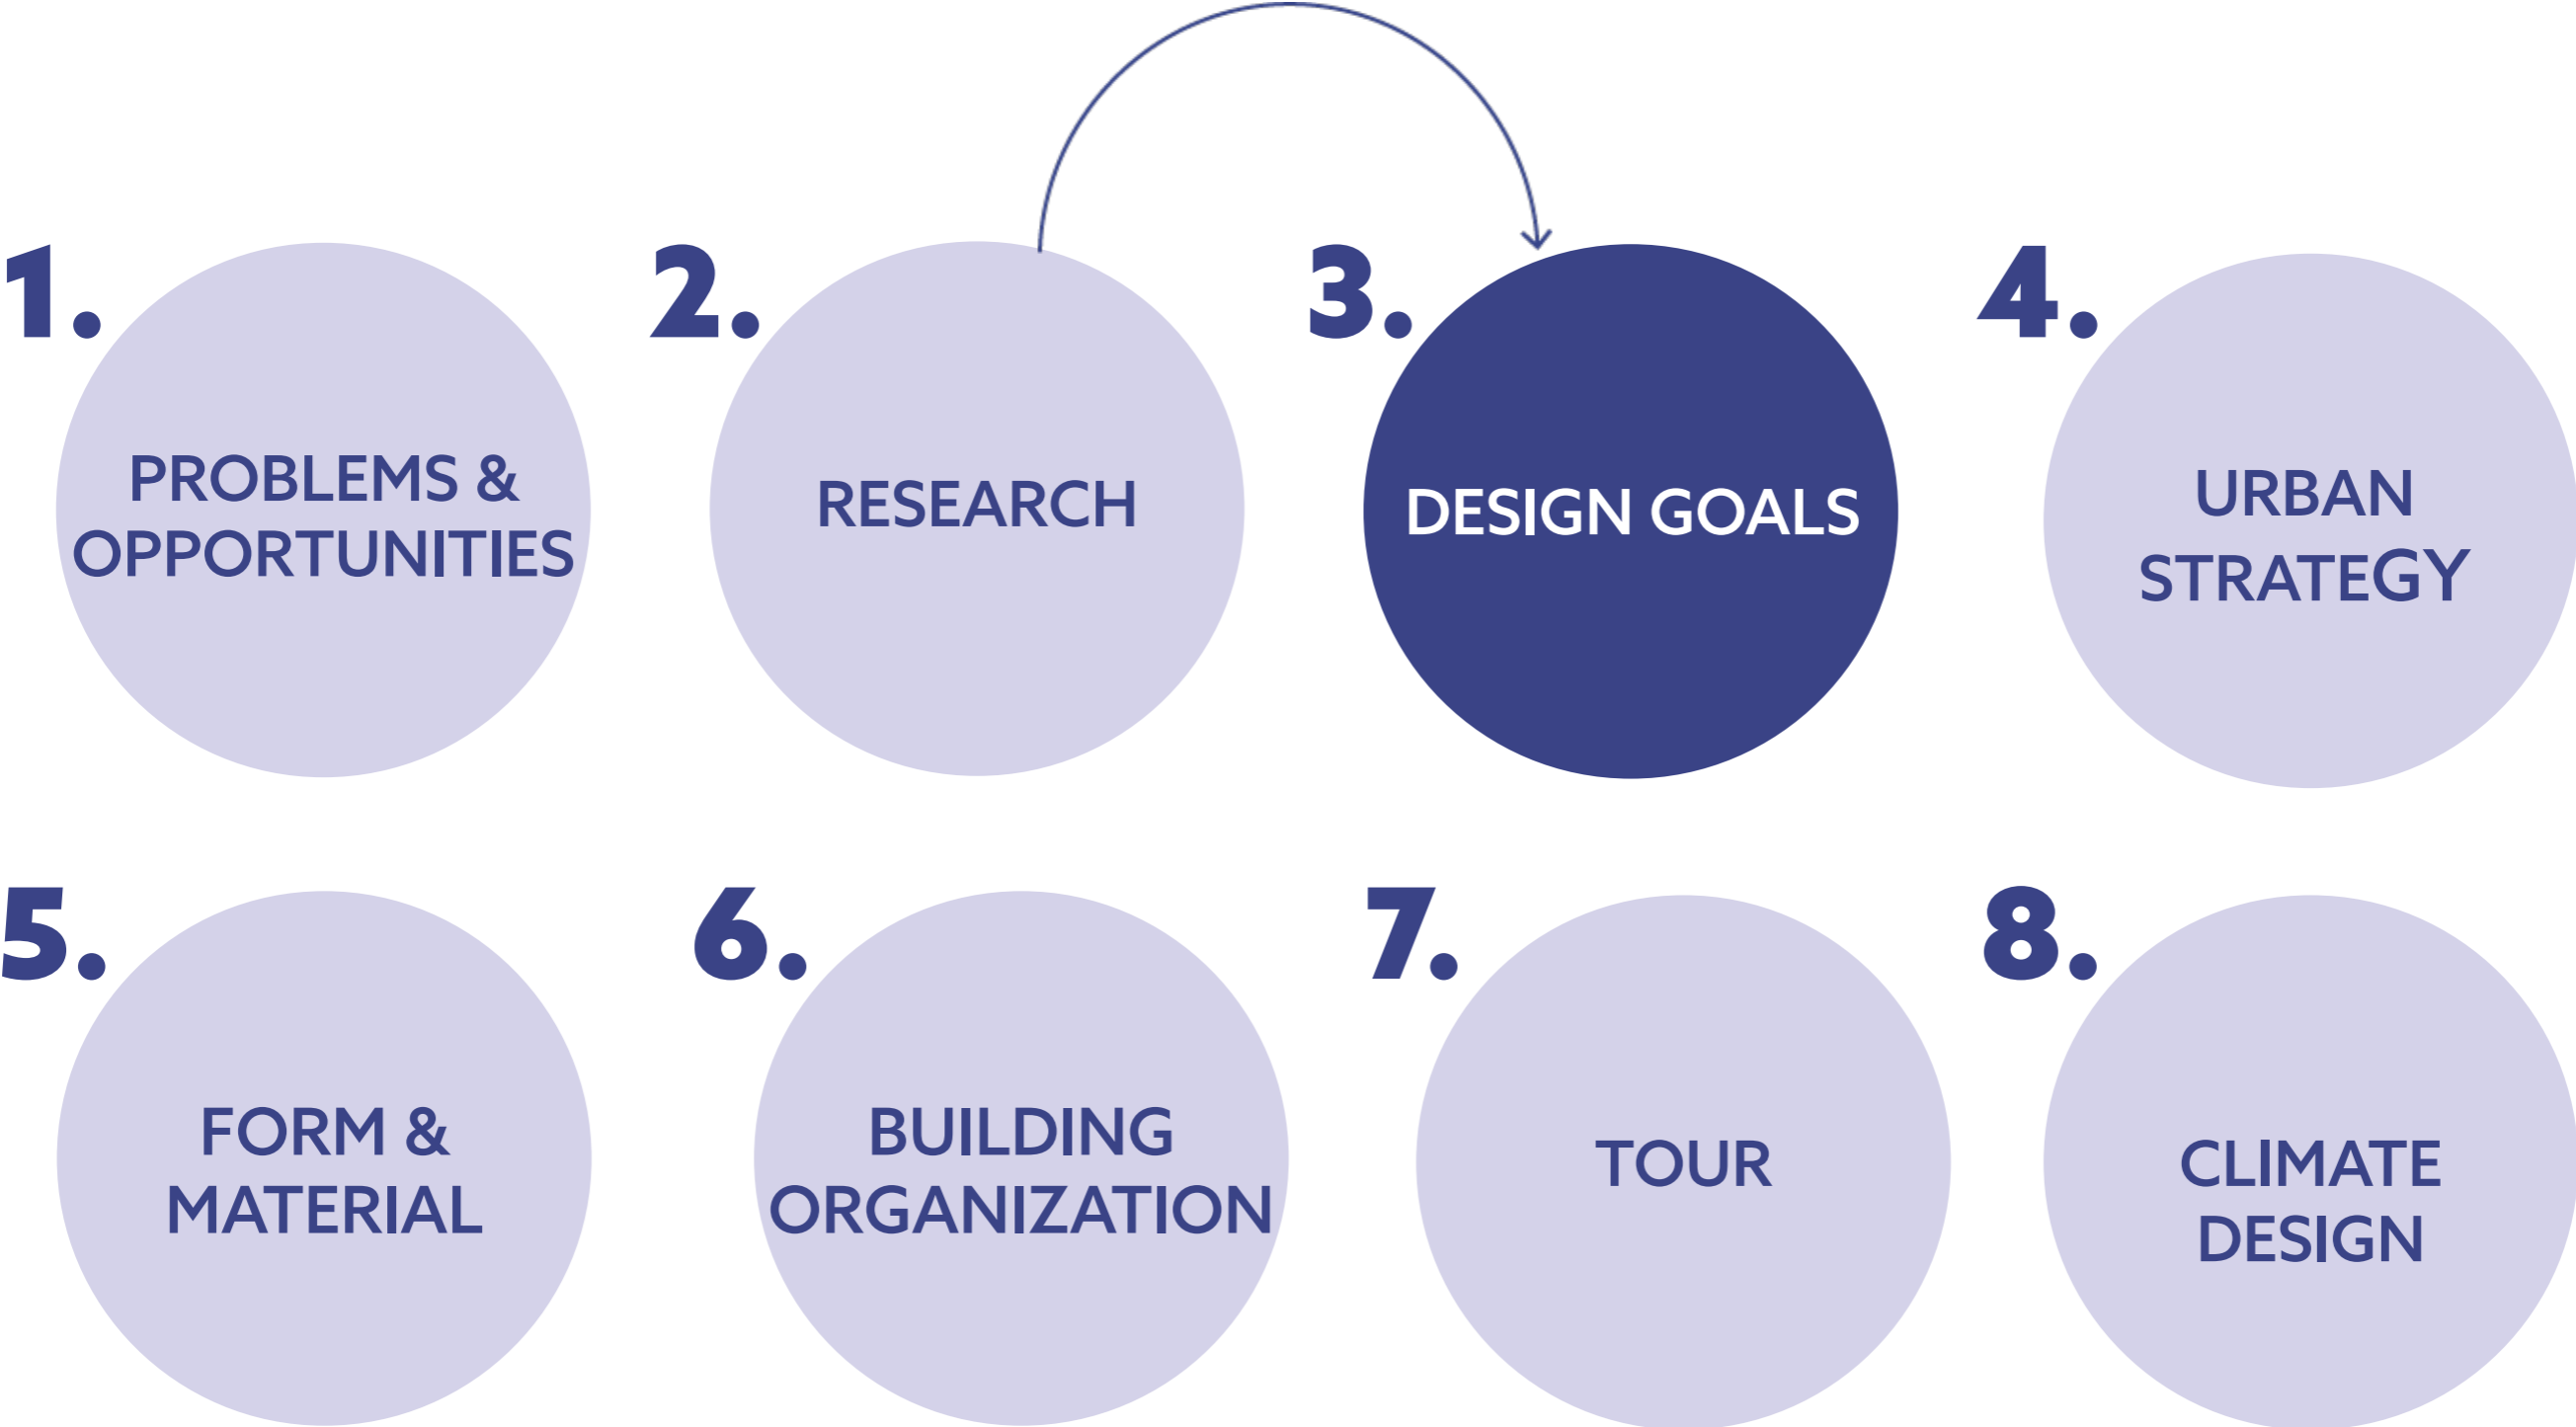 1.
PROBLEMS &
OPPORTUNITIES
2.
RESEARCH
3.
DESIGN GOALS
4.
URBAN
STRATEGY
5.
FORM &
MATERIAL
6.
BUILDING
ORGANIZATION
7.
TOUR
8.
CLIMATE
DESIGN